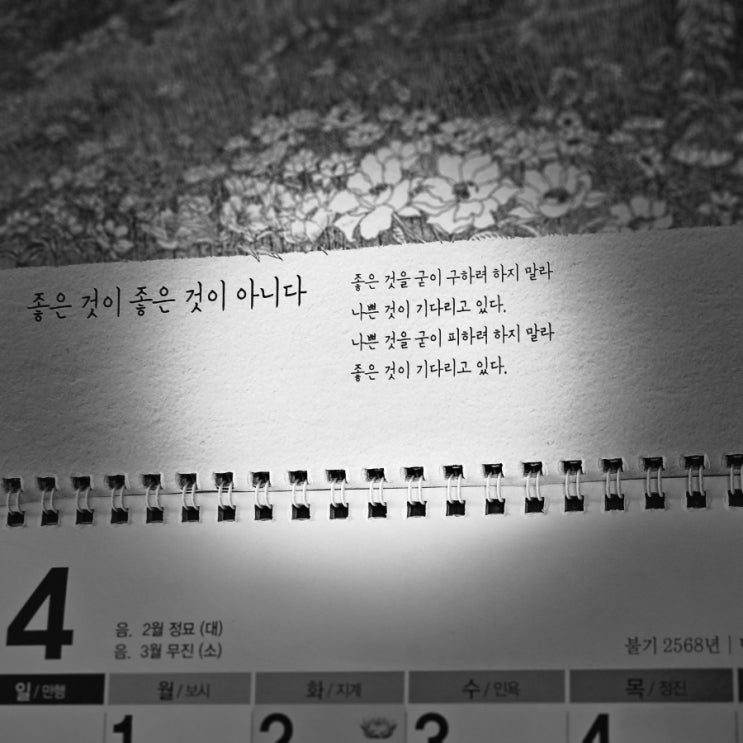 좋은 것이 좋은 것이 아니다
좋은 것을 굳이 구하려 하지 말라
나쁜 것이 기다리고 있다.
나쁜 것을 굳이 피하려 하지 말라
좋은 것이 기다리고 있다.
4
음. 2월 정묘 (대)
음. 3월 무진 (소)
불기 2568년 |
일 / 만행 월 / 보시 화 / 지계 수 / 인욕 목 / 정진
1 2 3 4